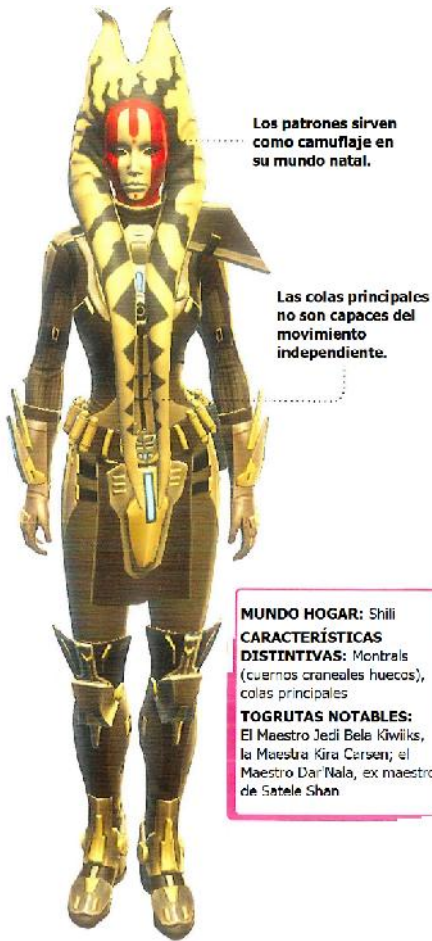 Los patrones sirven
como camuflaje en
su mundo natal.
Las colas principales
no son capaces del
movimiento
independiente.
MUNDO HOGAR: Shili
CARACTERÍSTICAS
DISTINTIVAS: Montrals
(cuernos craneales huecos),
colas principales
TOGRUTAS NOTABLES:
El Maestro Jedi Bela Kiwiiks,
la Maestra Kira Carsen; el
Maestro Dar'Nala, ex maestro
de Satele Shan